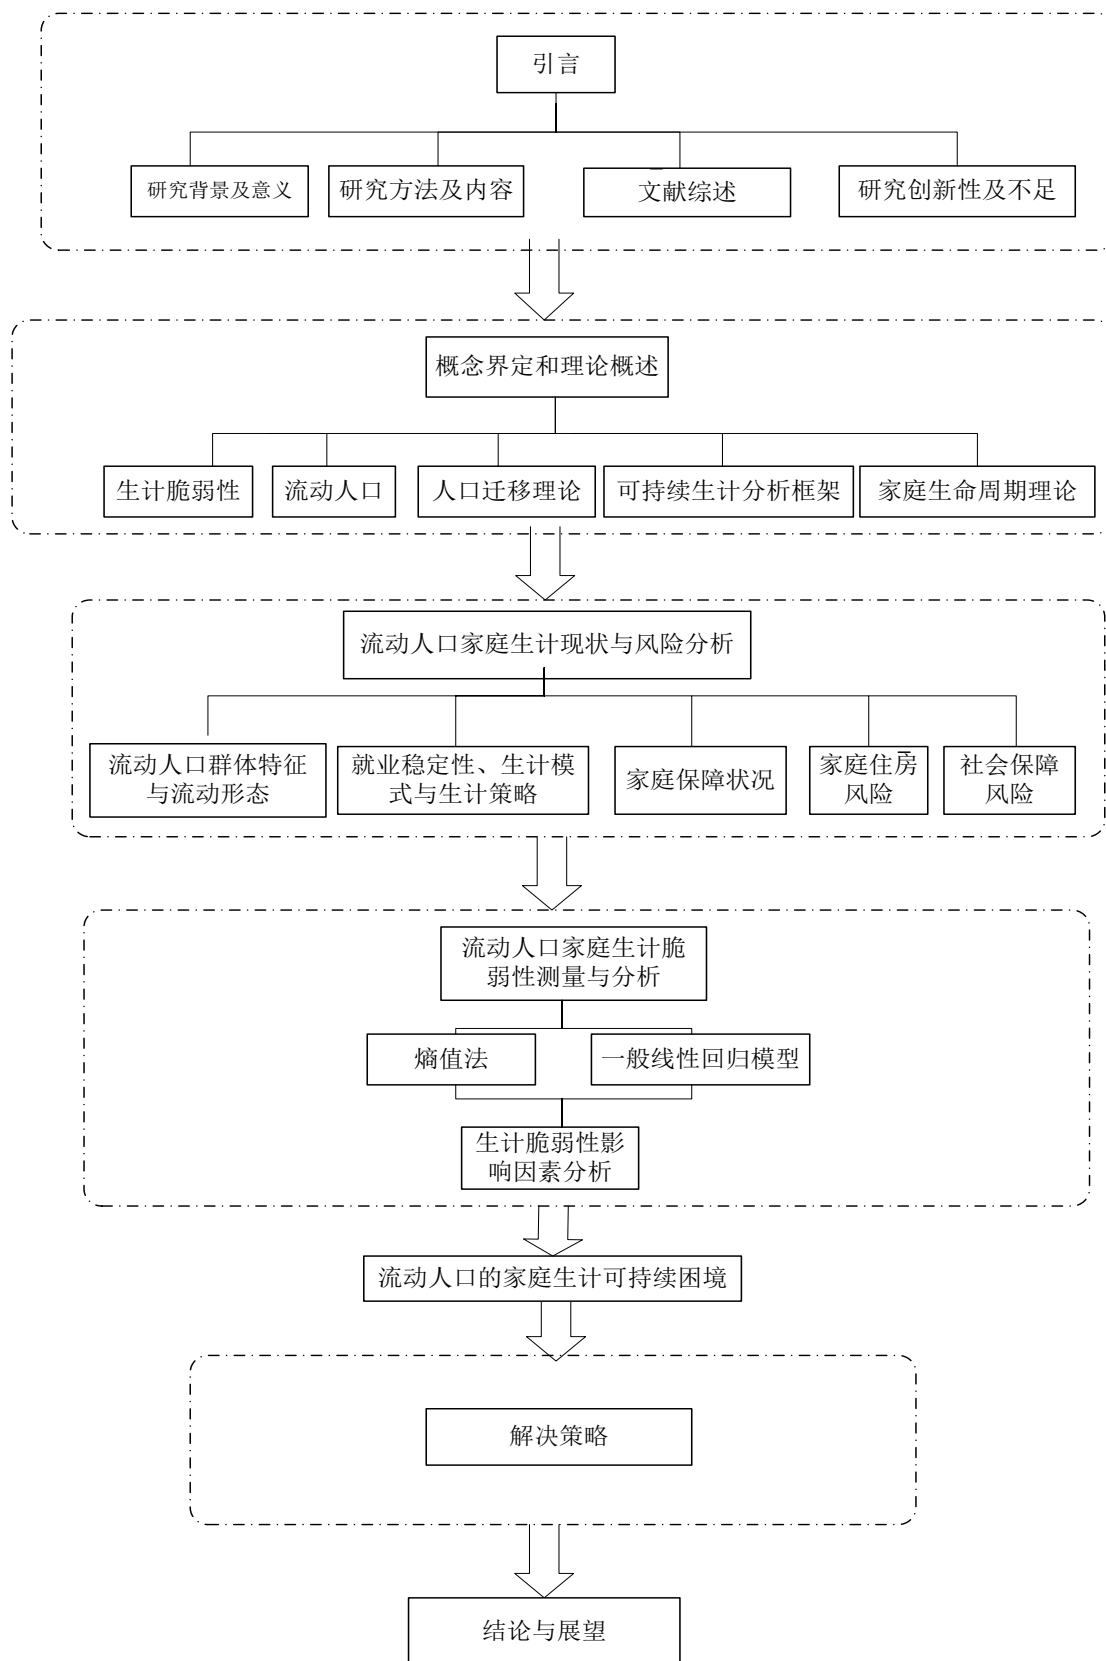 引言
研究背景及意义
研究方法及内容
文献综述
研究创新性及不足
概念界定和理论概述
生计脆弱性
流动人口
人口迁移理论
可持续生计分析框架
家庭生命周期理论
流动人口家庭生计现状与风险分析
流动人口群体特征
与流动形态
就业稳定性、生计模
式与生计策略
家庭保障状况
家庭住房
风险
社会保障
风险
流动人口家庭生计脆
弱性测量与分析
熵值法
一般线性回归模型
生计脆弱性影
响因素分析
流动人口的家庭生计可持续困境
解决策略
结论与展望